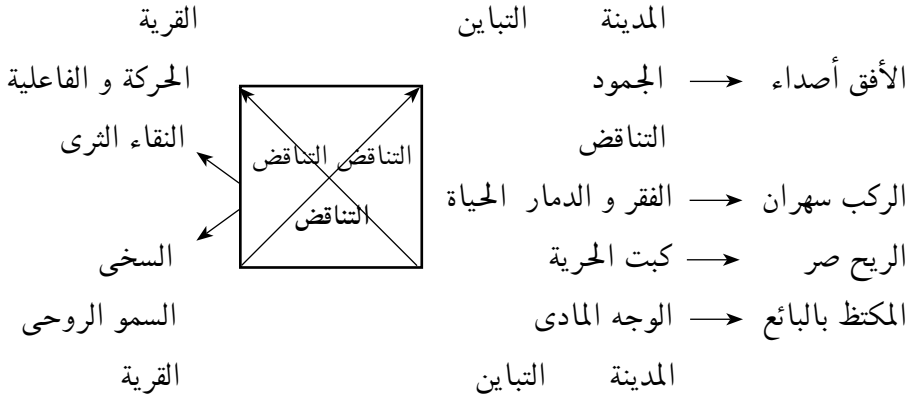 المدينة التباين القرية
الأفق أصداء الجمود الحركة و الفاعلية
التناقض النقاء الثرى
التناقض التناقض
الركب سهران الفقر و الدمار الحياة
التناقض
الريح صر كبت الحرية السخى
المكتظ بالبائع الوجه المادى السمو الروحى
المدينة التباين القرية